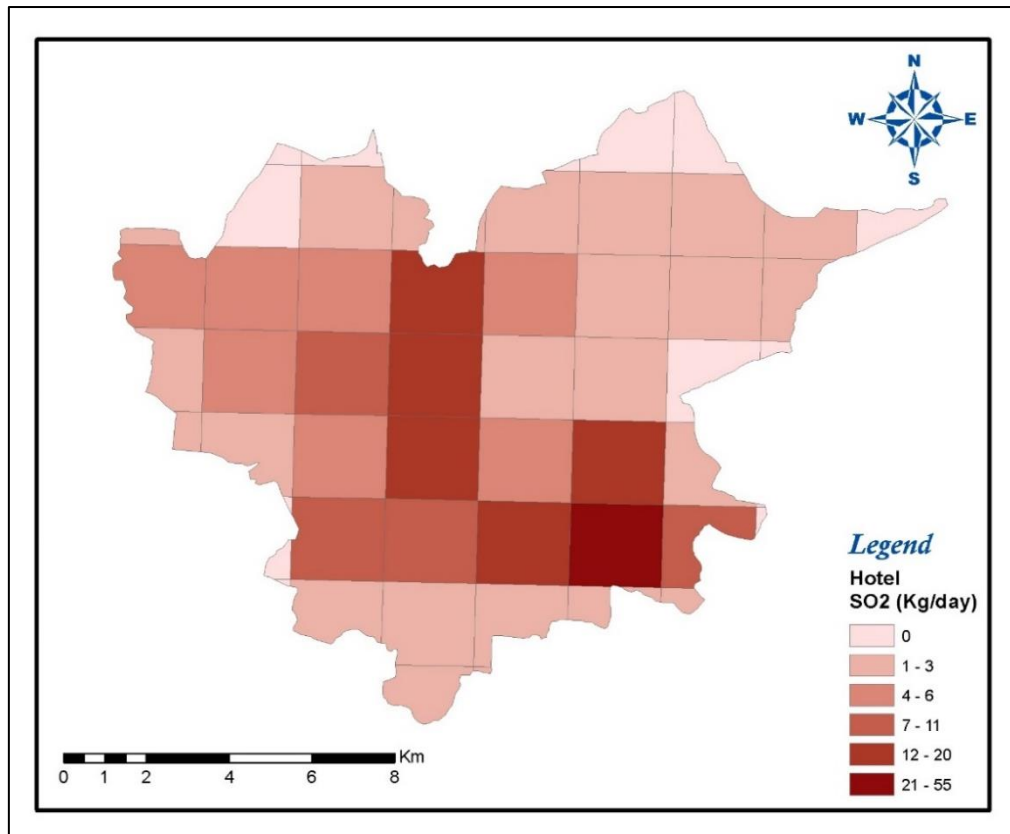 N
W E
S
Legend
Hotel
SO2 (Kg/day)
0
1 - 3
4 - 6
7 - 11
12 - 20
21 - 55
Km
0 1 2 4 6 8